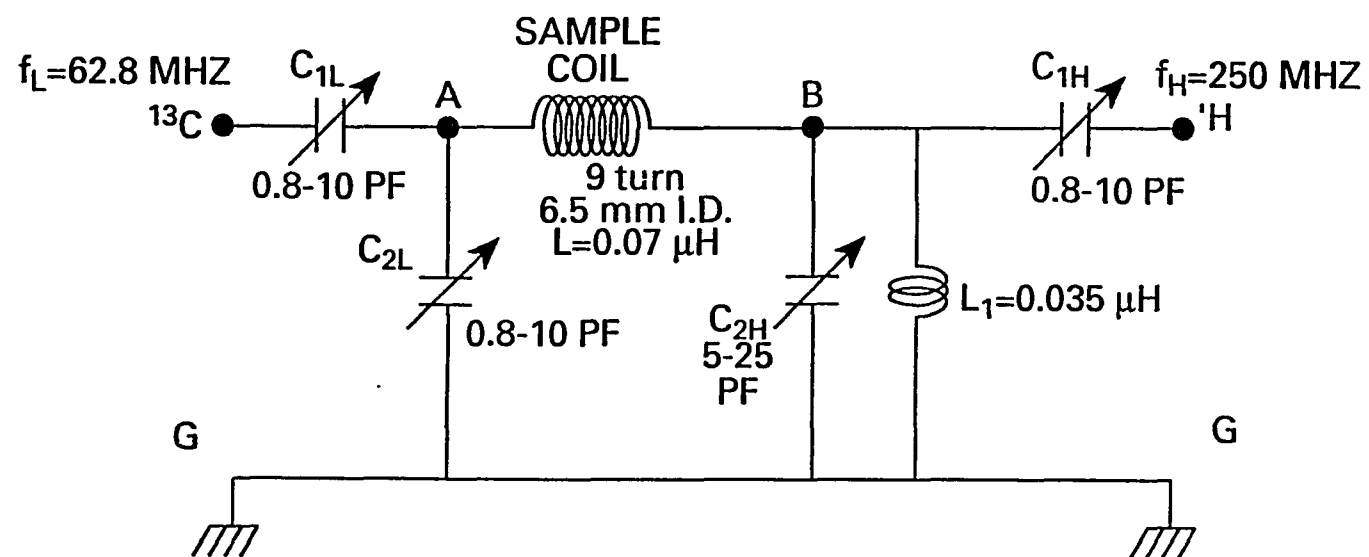 SAMPLE
COIL
f_L=62.8 MHZ
C_1L
C_1H
f_H=250 MHZ
¹³C
A
B
'H
0.8-10 PF
9 turn
6.5 mm I.D.
L=0.07 µH
0.8-10 PF
C_2L
0.8-10 PF
C_2H
5-25
PF
L₁=0.035 µH
G
G